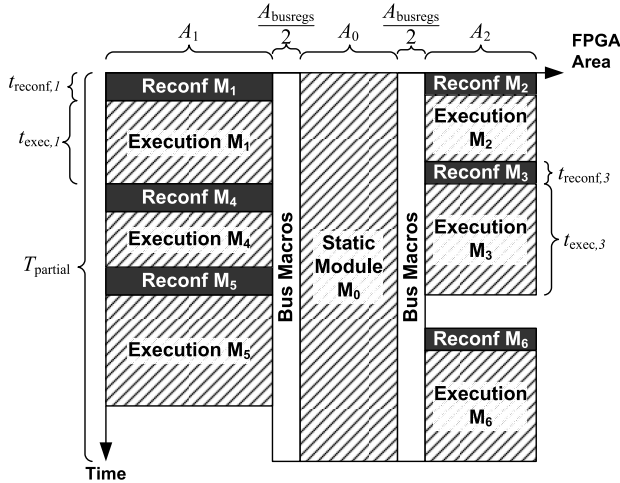 A1
Abusregs
2
A0
Abusregs
2
A2
FPGA
Area
treconf,1
Reconf M1
Reconf M2
texec,1
Execution M1
Execution
M2
Reconf M3
treconf,3
Reconf M4
Execution M4
Bus Macros
Static
Module
M0
Bus Macros
Execution
M3
texec,3
Tpartial
Reconf M5
Execution M5
Reconf M6
Execution
M6
Time